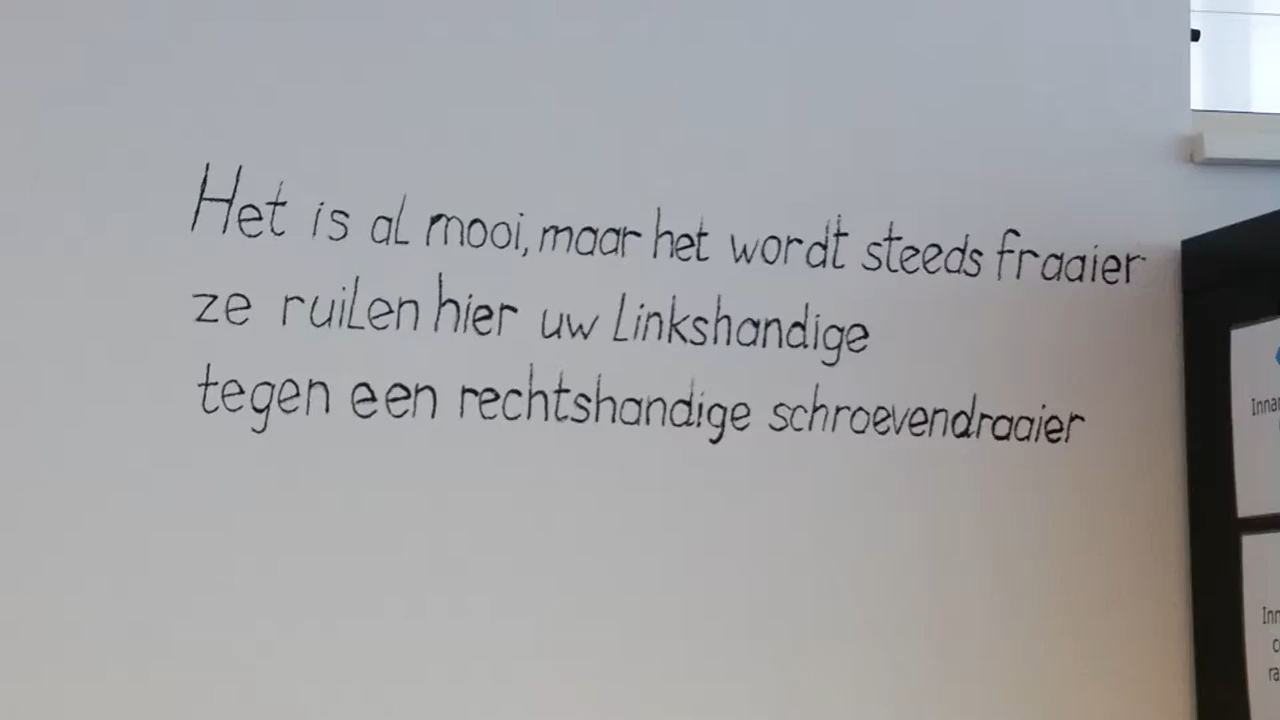 Het is al mooi, maar het wordt steeds fraaier
ze ruilen hier uw linkshandige
tegen een rechtshandige schroevendraaier